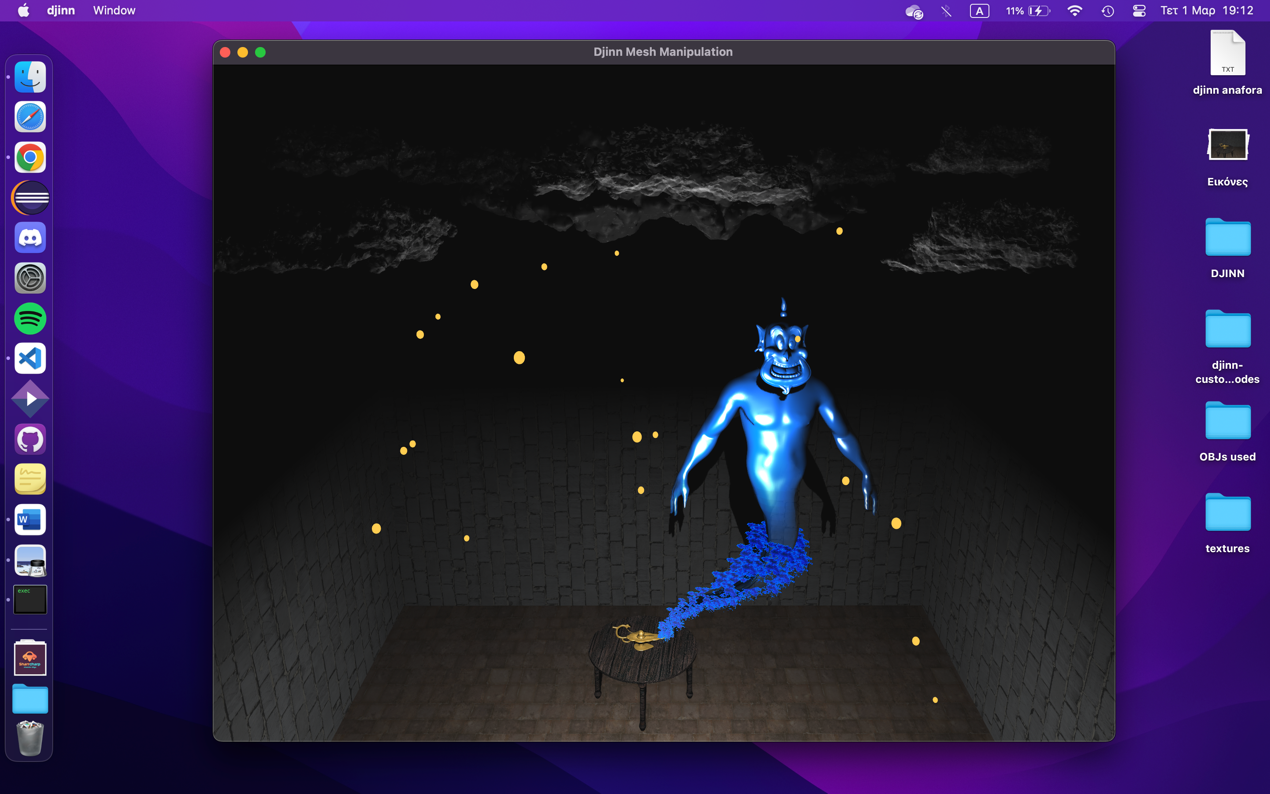 djinn Window A 11% Τετ 1 Μαρ 19:12
Djinn Mesh Manipulation
TXT
djinn anafora
Εικόνες
DJINN
djinn-
custo...odes
OBJs used
textures
W
exec